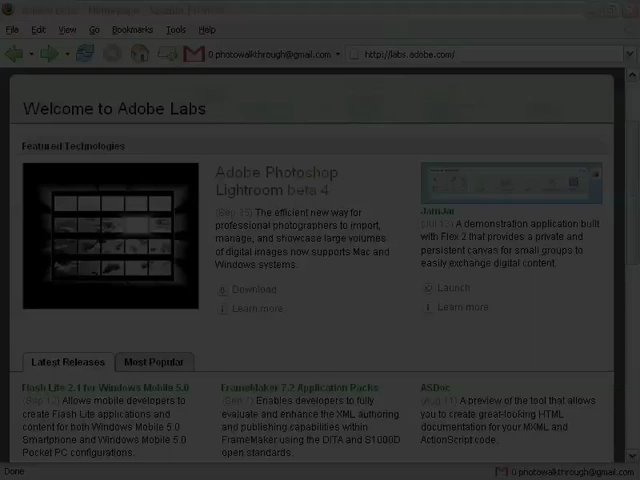 Adobe Labs
File Edit View Go Bookmarks Tools Help
0 photowalkthrough@gmail.com http://labs.adobe.com/
Welcome to Adobe Labs
Featured Technologies
Adobe Photoshop
Lightroom beta 4
(Sep 25) The efficient new way for
professional photographers to import,
manage, and showcase large volumes
of digital images now supports Mac and
Windows systems.
Download
Learn more
JamJar
A demonstration application built
with Flex 2 that provides a private and
persistent canvas for small groups to
easily exchange digital content.
Launch
Learn more
Latest Releases Most Popular
Flash Lite 2.1 for Windows Mobile 5.0
Allows mobile developers to
create Flash Lite applications and
content for both Windows Mobile 5.0
Smartphone and Windows Mobile 5.0
Pocket PC configurations.
FrameMaker 7.2 Application Packs
Enables developers to fully
evaluate and enhance the XML authoring
and publishing capabilities within
FrameMaker using the DITA and S1000D
open standards.
ASDoc
A preview of the tool that allows
you to create great-looking HTML
documentation for your MXML and
ActionScript code.
Done 0 photowalkthrough@gmail.com